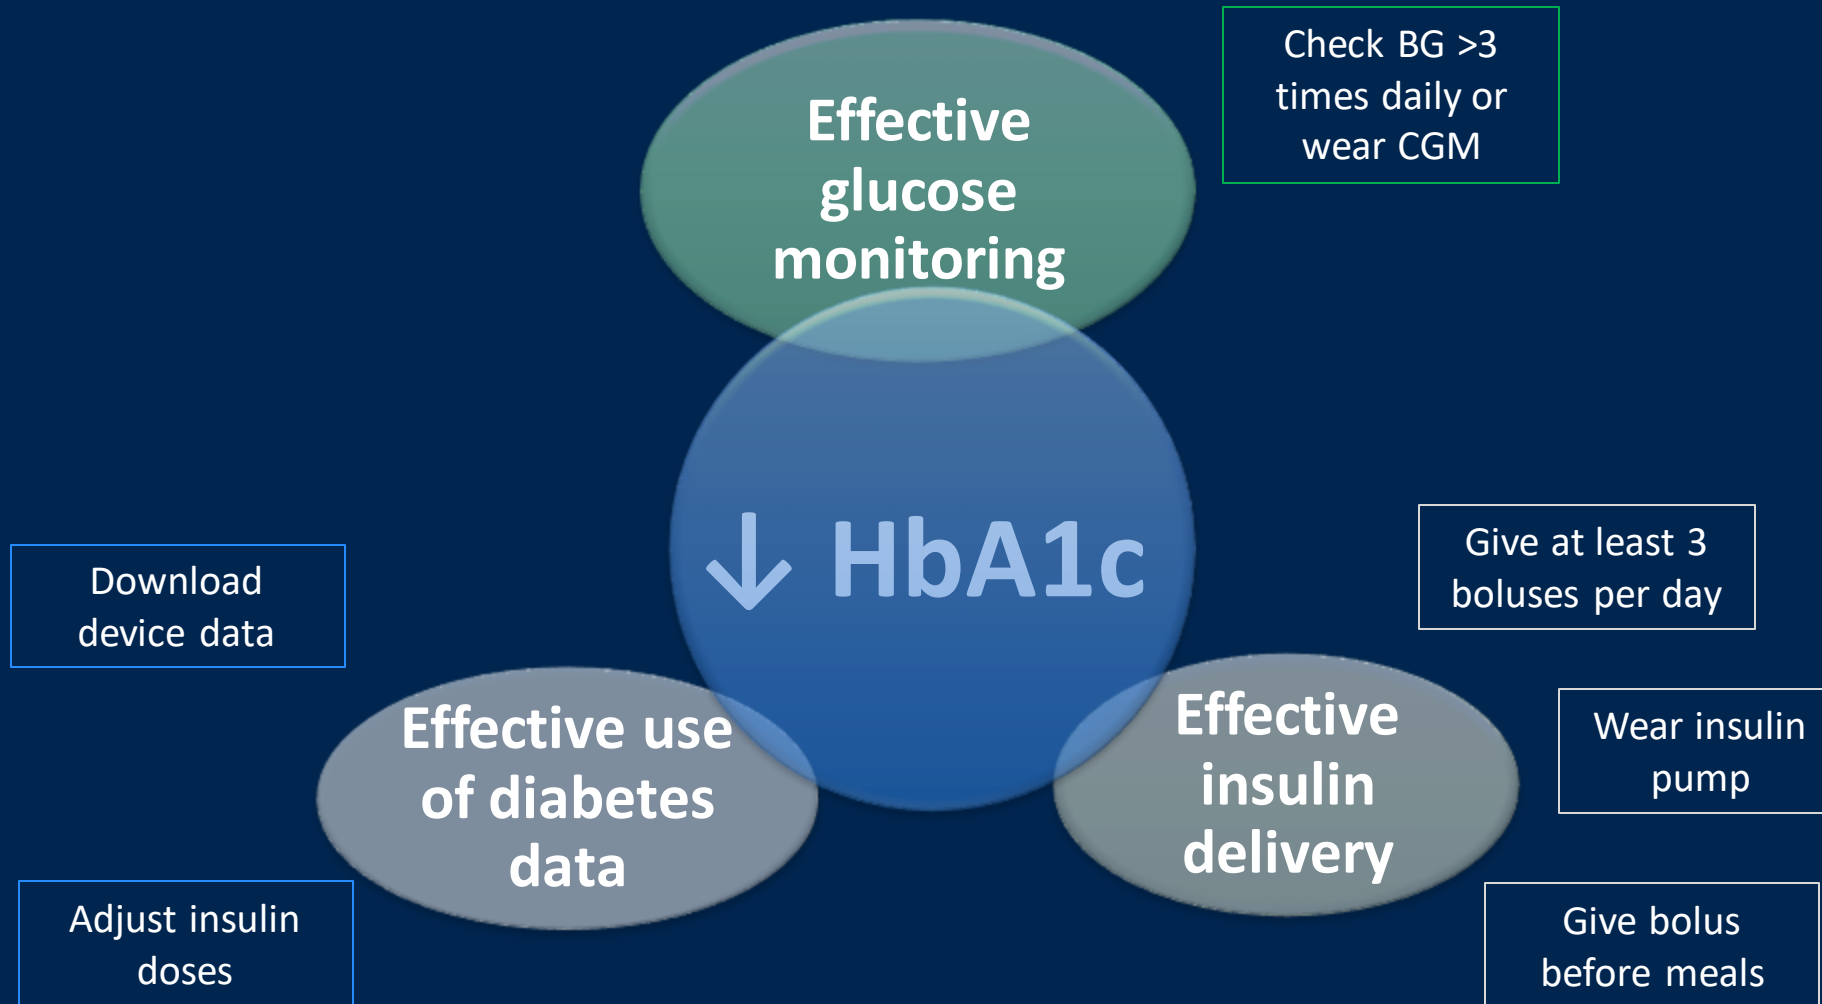 Effective
glucose
monitoring
Check BG >3
times daily or
wear CGM
↓ HbA1c
Download
device data
Effective use
of diabetes
data
Adjust insulin
doses
Give at least 3
boluses per day
Effective
insulin
delivery
Wear insulin
pump
Give bolus
before meals